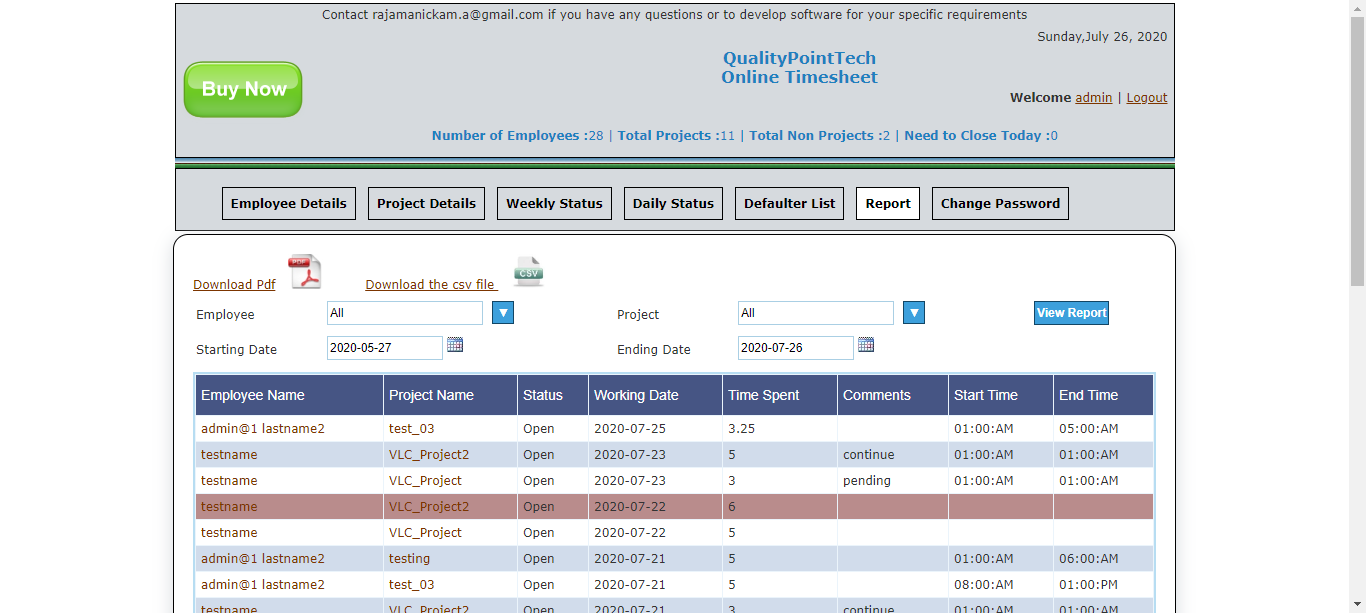 Contact rajamanickam.a@gmail.com if you have any questions or to develop software for your specific requirements
Sunday,July 26, 2020
QualityPointTech
Online Timesheet
Buy Now
Welcome admin | Logout
Number of Employees :28 | Total Projects :11 | Total Non Projects :2 | Need to Close Today :0
Employee Details Project Details Weekly Status Daily Status Defaulter List Report Change Password
Download Pdf PDF Download the csv file CSV
Employee All Project All View Report
Starting Date 2020-05-27 Ending Date 2020-07-26
Employee Name Project Name Status Working Date Time Spent Comments Start Time End Time
admin@1 lastname2 test_03 Open 2020-07-25 3.25 01:00:AM 05:00:AM
testname VLC_Project2 Open 2020-07-23 5 continue 01:00:AM 01:00:AM
testname VLC_Project Open 2020-07-23 3 pending 01:00:AM 01:00:AM
testname VLC_Project2 Open 2020-07-22 6
testname VLC_Project Open 2020-07-22 5
admin@1 lastname2 testing Open 2020-07-21 5 01:00:AM 06:00:AM
admin@1 lastname2 test_03 Open 2020-07-21 5 08:00:AM 01:00:PM
testname VLC_Project2 Open 2020-07-21 3 continue 01:00:AM 01:00:AM